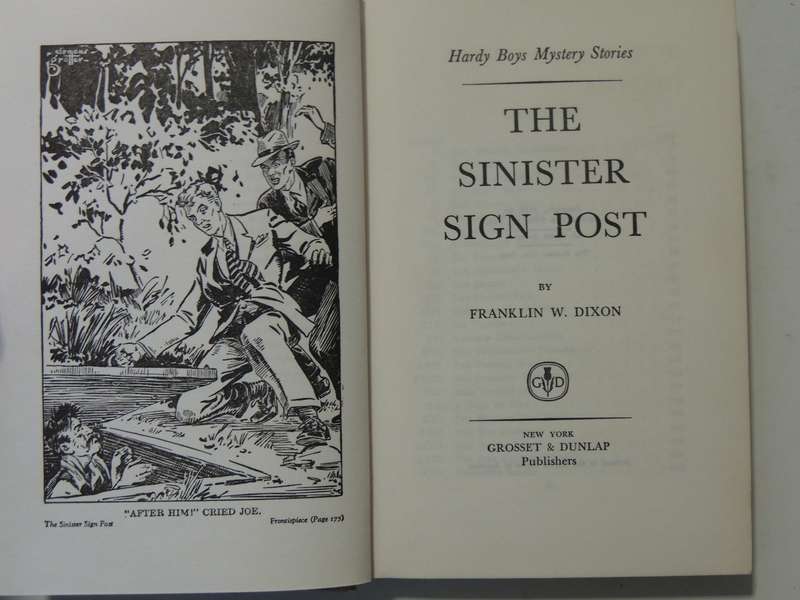 "AFTER HIM!" CRIED JOE.
The Sinister Sign Post
Frontispiece (Page 175)
Hardy Boys Mystery Stories
THE
SINISTER
SIGN POST
BY
FRANKLIN W. DIXON
G D
NEW YORK
GROSSET & DUNLAP
Publishers